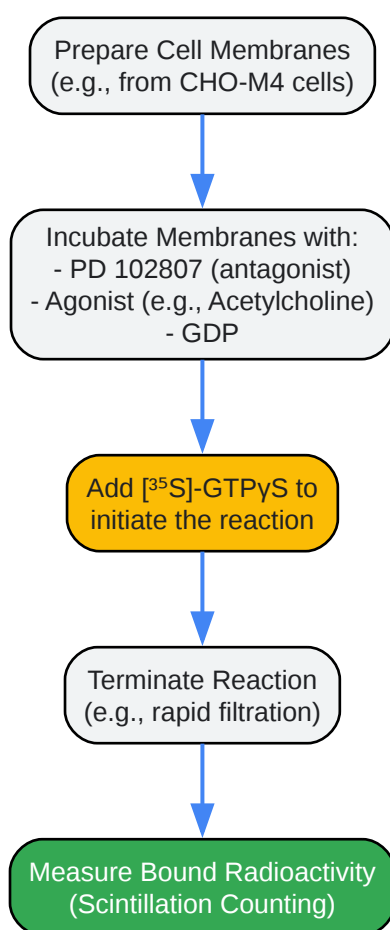 Prepare Cell Membranes
(e.g., from CHO-M4 cells)
Incubate Membranes with:
- PD 102807 (antagonist)
- Agonist (e.g., Acetylcholine)
- GDP
Add [³⁵S]-GTPγS to
initiate the reaction
Terminate Reaction
(e.g., rapid filtration)
Measure Bound Radioactivity
(Scintillation Counting)